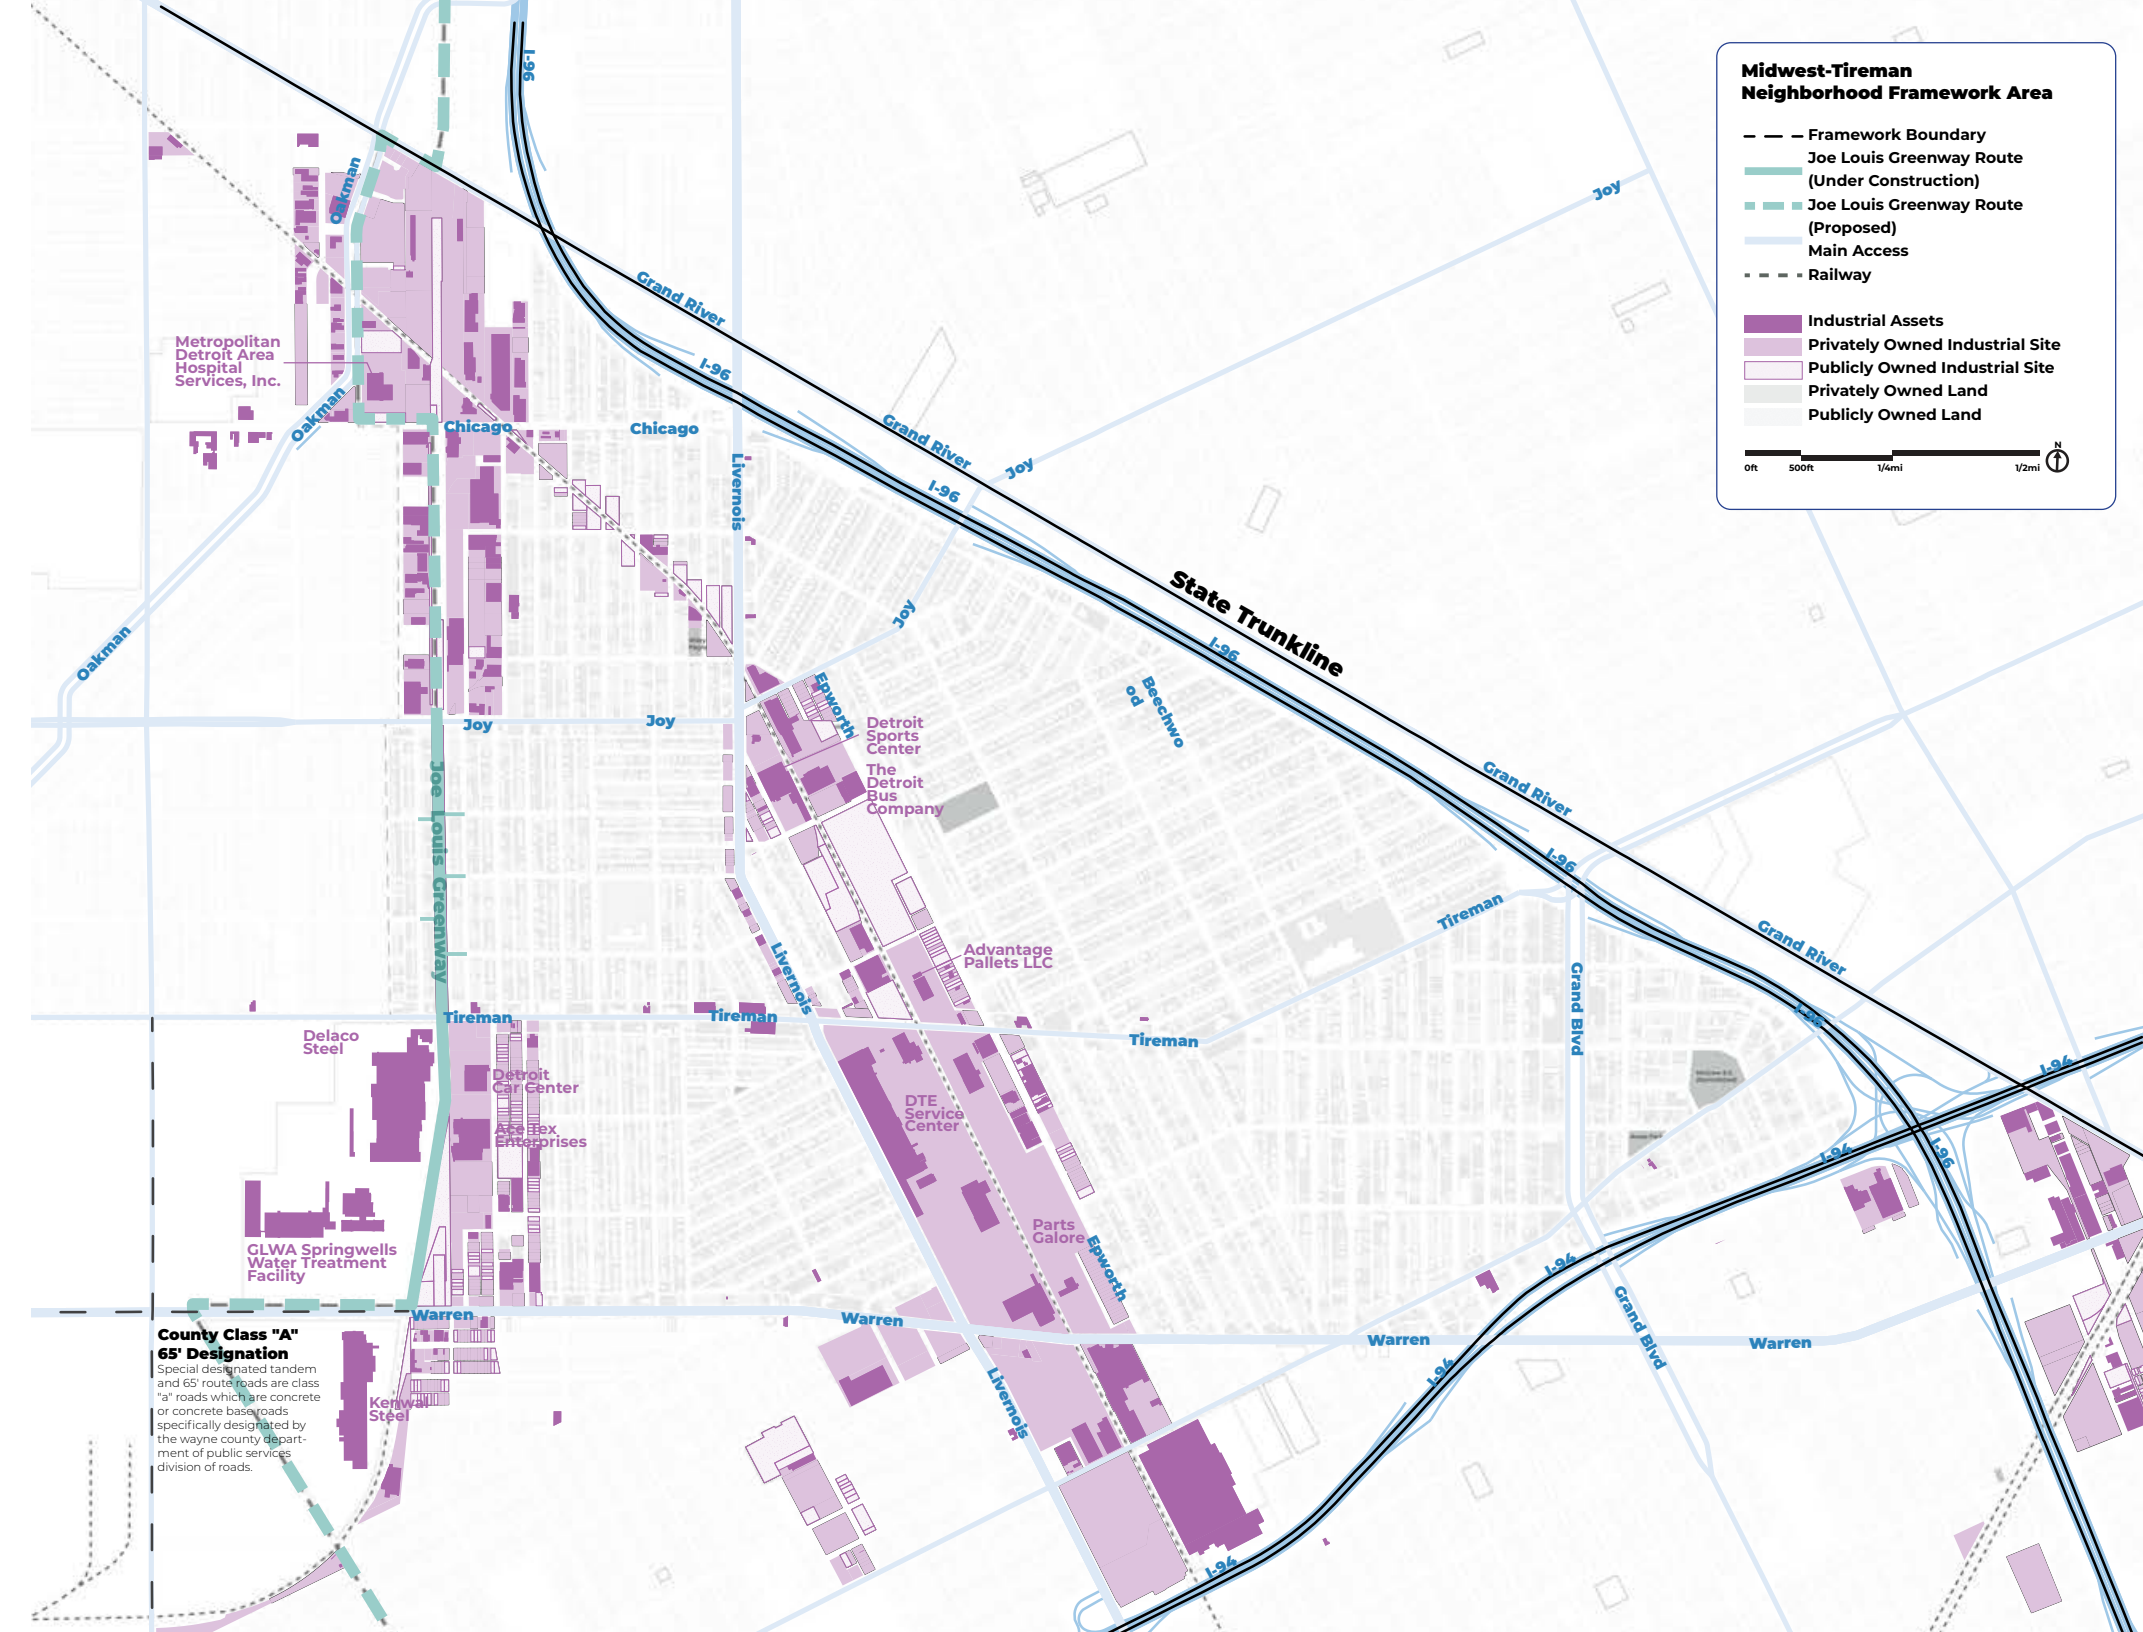 Midwest-Tireman
Neighborhood Framework Area
Framework Boundary
Joe Louis Greenway Route
(Under Construction)
Joe Louis Greenway Route
(Proposed)
Main Access
Railway
Industrial Assets
Privately Owned Industrial Site
Publicly Owned Industrial Site
Privately Owned Land
Publicly Owned Land
N
0ft
500ft
1/4mi
1/2mi
I-96
Oakman
Joy
Grand River
Metropolitan
Detroit Area
Hospital
Services, Inc.
I-96
Oakman
Chicago
Chicago
Grand River
Joy
Livernois
I-96
Joy
State Trunkline
Oakman
I-96
Beechwo
od
Epworth
Joy
Joy
Detroit
Sports
Center
The
Detroit
Bus
Company
Grand River
Joe Louis Greenway
I-96
Tireman
Grand River
Advantage
Pallets LLC
Livernois
Grand Blvd
Tireman
Tireman
I-96
Tireman
Delaco
Steel
I-94
Detroit
Car Center
DTE
Service
Center
Ace Tex
Enterprises
I-94
I-96
Parts
Galore
Epworth
GLWA Springwells
Water Treatment
Facility
I-94
Warren
Warren
Grand Blvd
Warren
Warren
County Class "A"
65' Designation
Special designated tandem
and 65' route roads are class
"a" roads which are concrete
or concrete base roads
specifically designated by
the wayne county depart-
ment of public services
division of roads.
Kenwal
Steel
Livernois
I-94
I-94